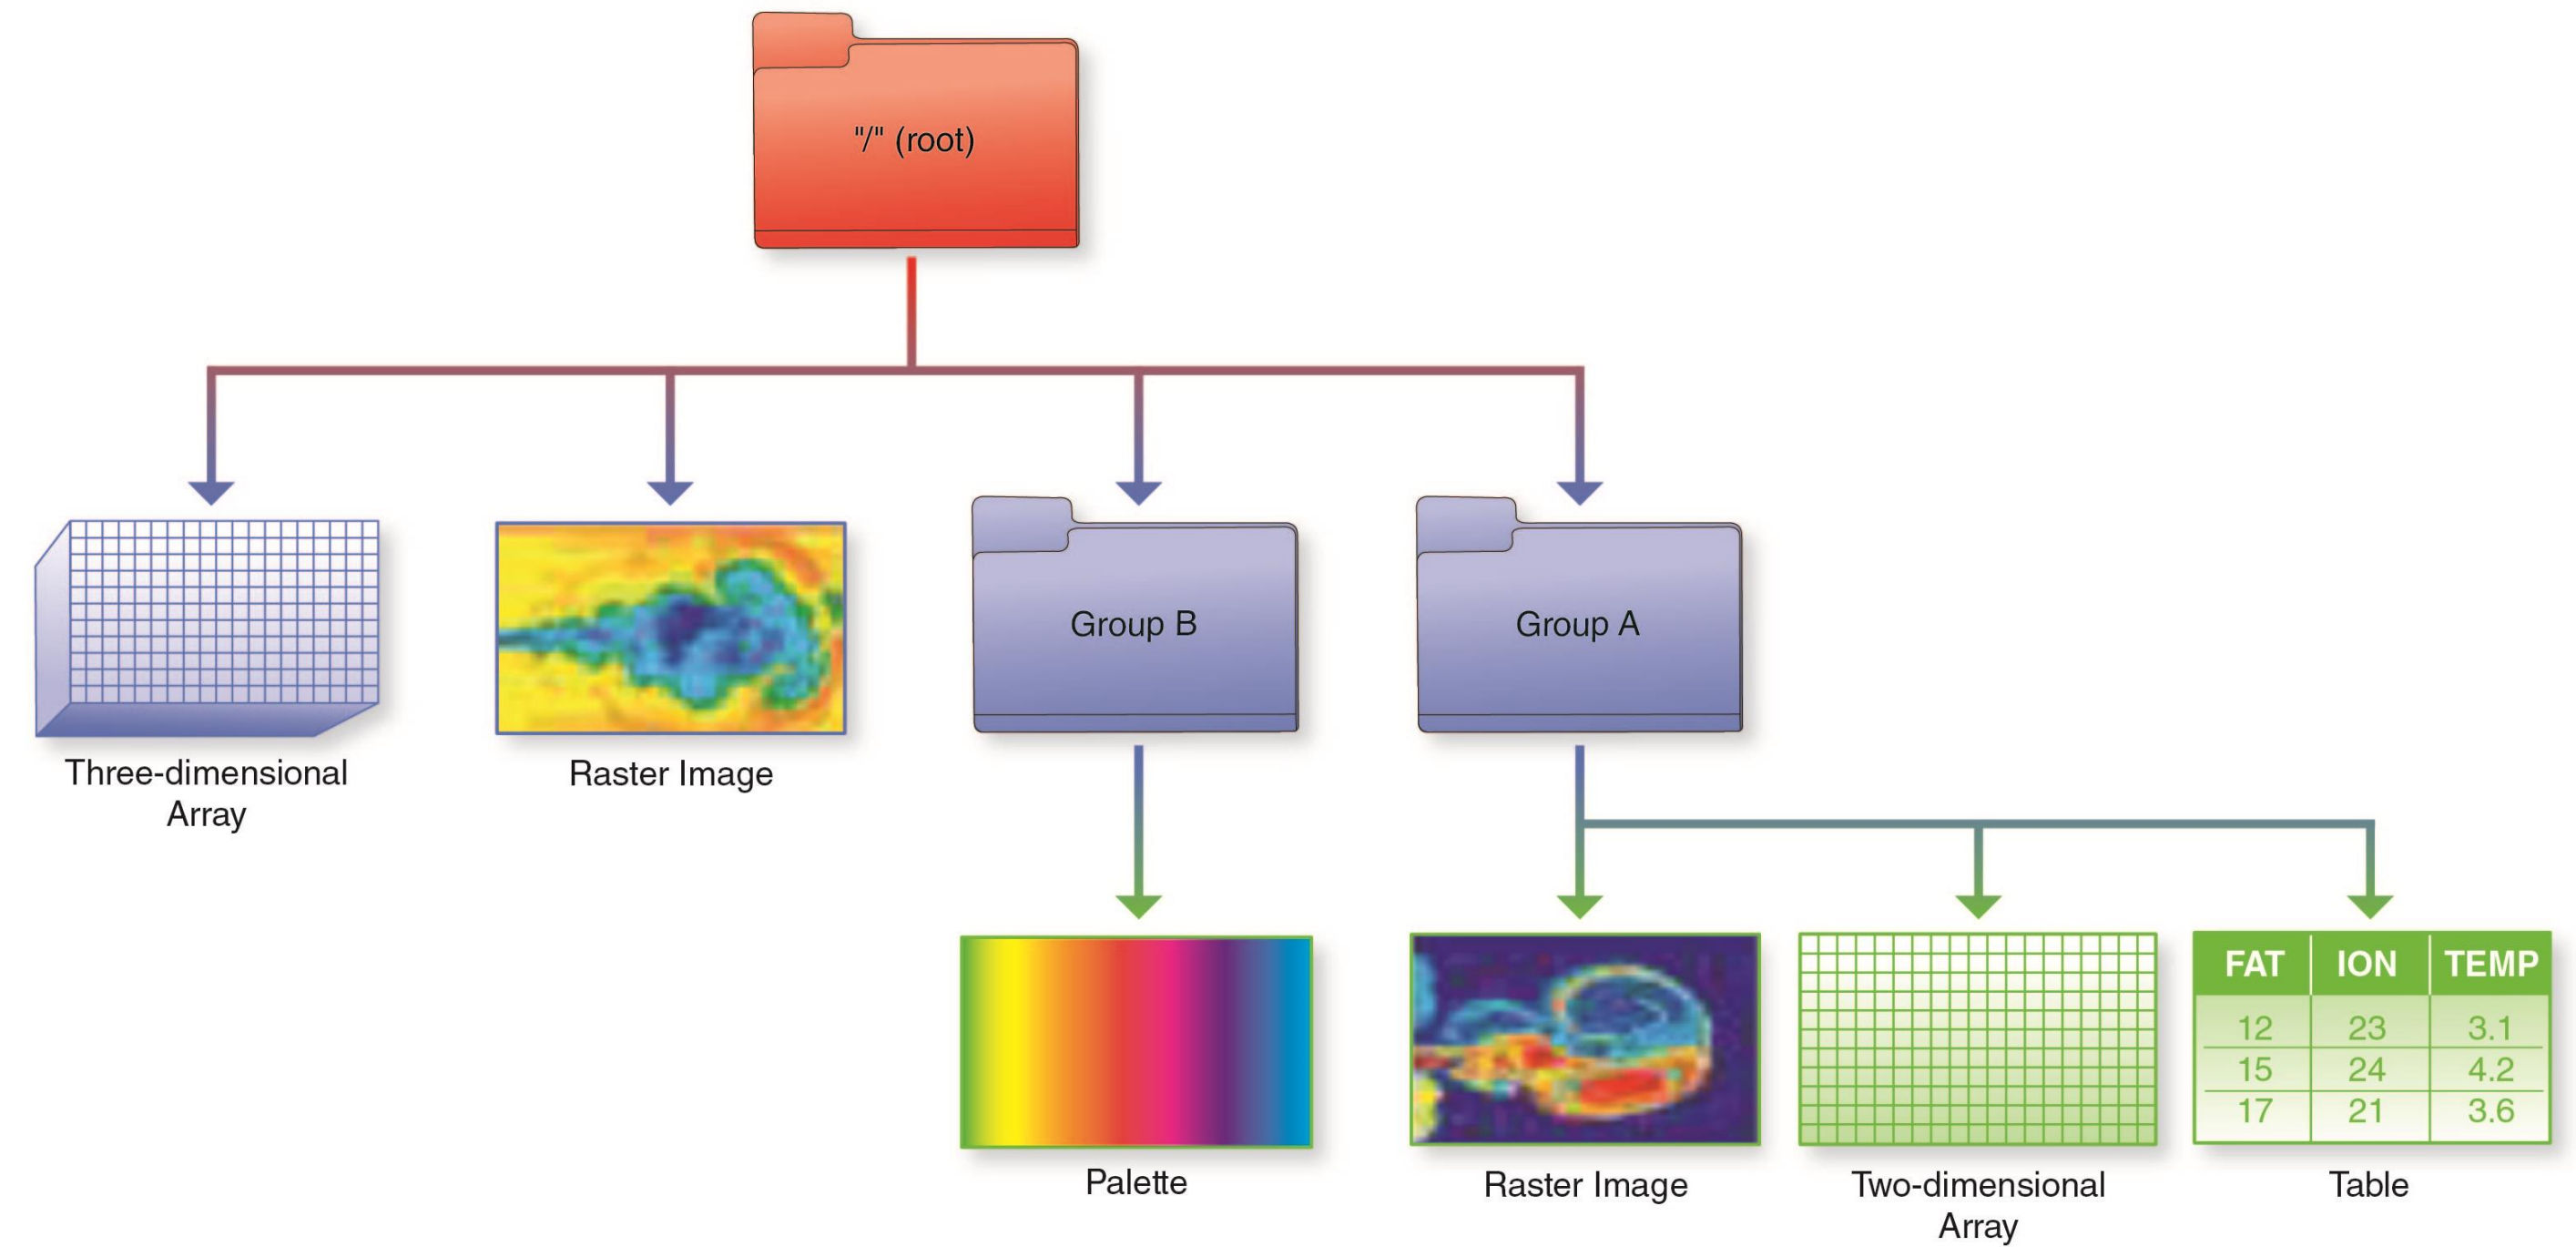 "/" (root)
Group B
Group A
Three-dimensional
Array
Raster Image
FAT ION TEMP
12 23 3.1
15 24 4.2
17 21 3.6
Palette
Raster Image
Two-dimensional
Array
Table